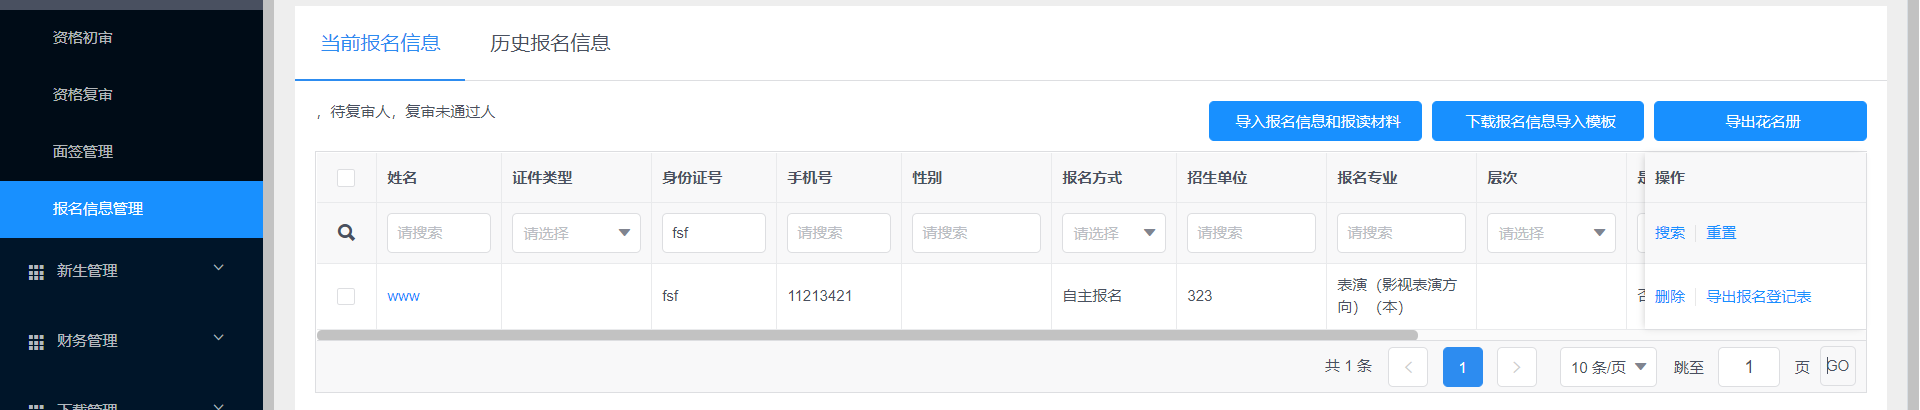 资格初审
资格复审
面签管理
报名信息管理
新生管理
财务管理
下载管理
当前报名信息 历史报名信息
，待复审人，复审未通过人
导入报名信息和报读材料 下载报名信息导入模板 导出花名册
姓名 证件类型 身份证号 手机号 性别 报名方式 招生单位 报名专业 层次 操作
请搜索 请选择 fsf 请搜索 请搜索 请选择 请搜索 请搜索 请选择 搜索 重置
www fsf 11213421 自主报名 323 表演（影视表演方
向）（本） 删除 导出报名登记表
共 1 条 1 10 条/页 跳至 1 页 GO